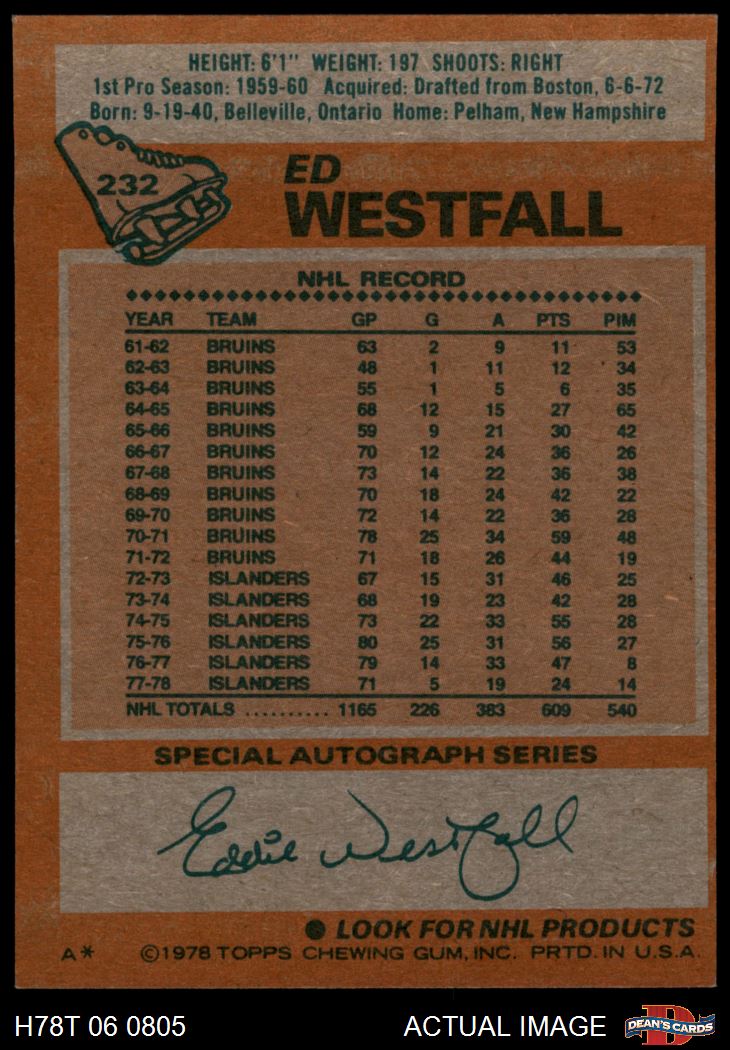 HEIGHT: 6'1" WEIGHT: 197 SHOOTS: RIGHT
1st Pro Season: 1959-60 Acquired: Drafted from Boston, 6-6-72
Born: 9-19-40, Belleville, Ontario Home: Pelham, New Hampshire
232
ED
WESTFALL
NHL RECORD
YEAR TEAM GP G A PTS PIM
61-62 BRUINS 63 2 9 11 53
62-63 BRUINS 48 1 11 12 34
63-64 BRUINS 55 1 5 6 35
64-65 BRUINS 68 12 15 27 65
65-66 BRUINS 59 9 21 30 42
66-67 BRUINS 70 12 24 36 26
67-68 BRUINS 73 14 22 36 38
68-69 BRUINS 70 18 24 42 22
69-70 BRUINS 72 14 22 36 28
70-71 BRUINS 78 25 34 59 48
71-72 BRUINS 71 18 26 44 19
72-73 ISLANDERS 67 15 31 46 25
73-74 ISLANDERS 68 19 23 42 28
74-75 ISLANDERS 73 22 33 55 28
75-76 ISLANDERS 80 25 31 56 27
76-77 ISLANDERS 79 14 33 47 8
77-78 ISLANDERS 71 5 19 24 14
NHL TOTALS .......... 1165 226 383 609 540
SPECIAL AUTOGRAPH SERIES
Eddie Westfall
● LOOK FOR NHL PRODUCTS
A* ©1978 TOPPS CHEWING GUM, INC. PRTD. IN U.S.A.
H78T 06 0805 ACTUAL IMAGE
D
DEAN'S CARDS